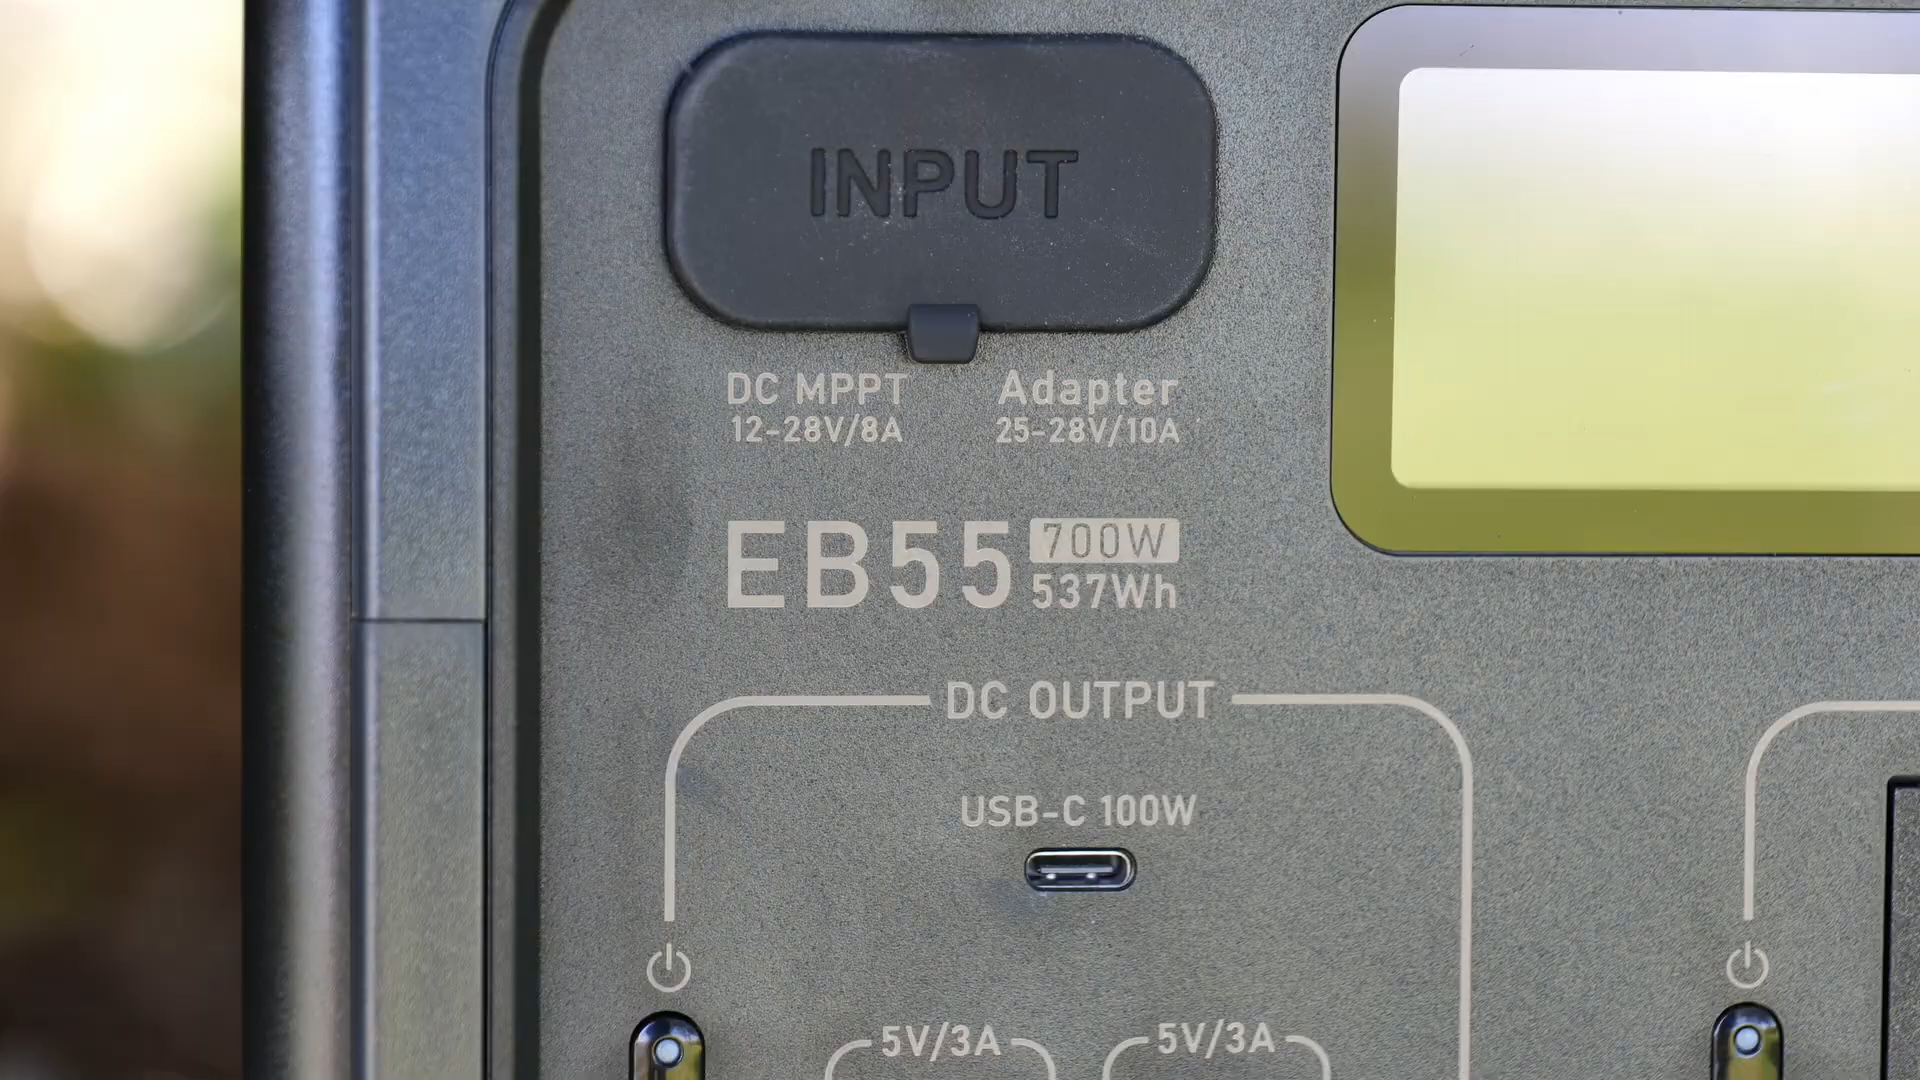 INPUT
DC MPPT
12-28V/8A
Adapter
25-28V/10A
EB55
700W
537Wh
DC OUTPUT
USB-C 100W
5V/3A
5V/3A